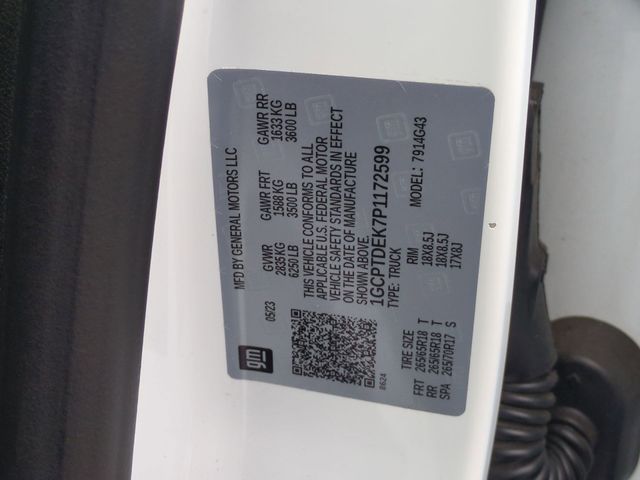 MFD BY GENERAL MOTORS LLC
05/23 GVWR GAWR FRT GAWR RR
2835 KG 1588 KG 1633 KG
6250 LB 3500 LB 3600 LB
THIS VEHICLE CONFORMS TO ALL
APPLICABLE U.S. FEDERAL MOTOR
VEHICLE SAFETY STANDARDS IN EFFECT
ON THE DATE OF MANUFACTURE
SHOWN ABOVE.
1GCPTDEK7P1172599
TYPE: TRUCK MODEL: 7914G43
gm
8624
TIRE SIZE RIM
FRT 265/65R18 T 18X8.5J
RR 265/65R18 T 18X8.5J
SPA 265/70R17 S 17X8J